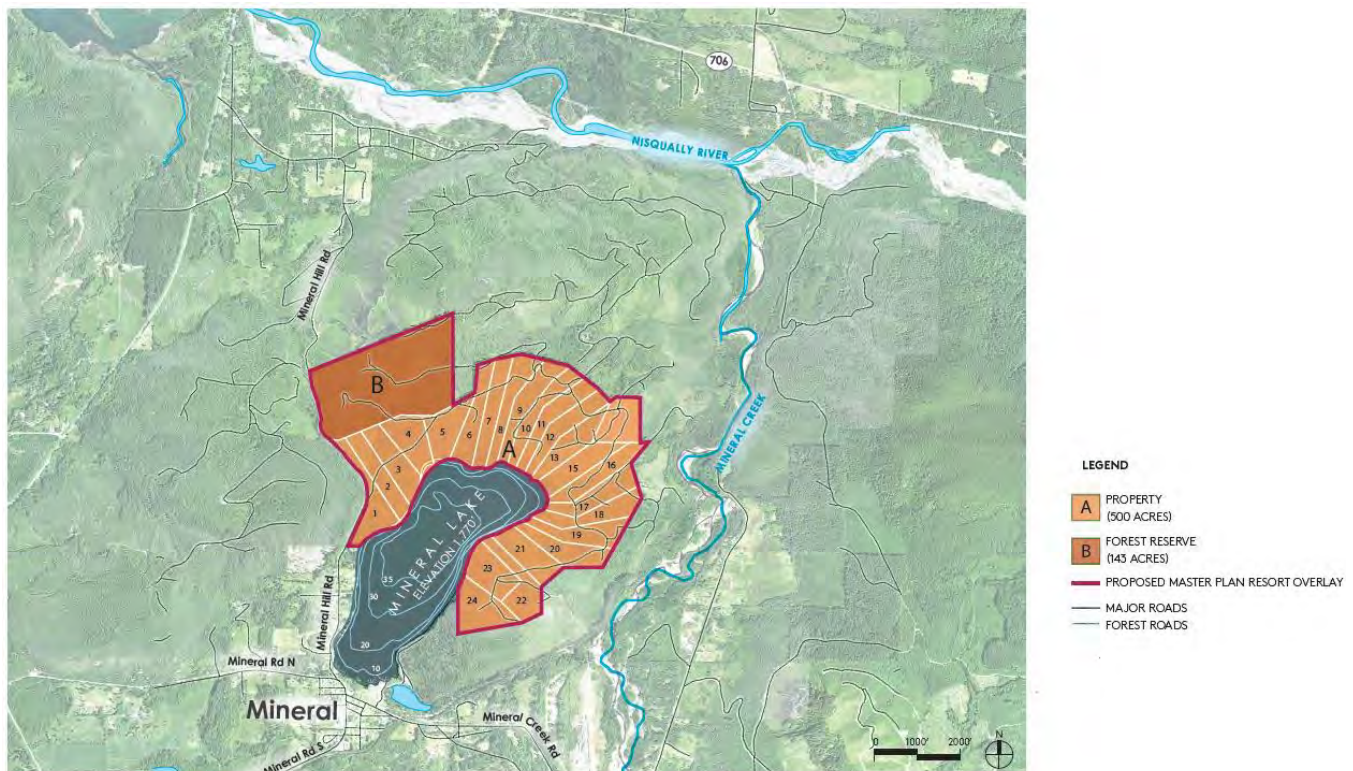 706
NISQUALLY RIVER
Mineral Hill Rd
B
7
9
8
10
11
12
4
5
6
A
13
3
15
16
2
1
17
18
19
20
21
23
22
24
MINERAL CREEK
MINERAL LAKE
ELEVATION 1,770'
35
30
20
10
Mineral Hill Rd
Mineral Rd N
Mineral
Mineral Creek Rd
Mineral Rd S
0 1000' 2000'
N
LEGEND
A PROPERTY
(500 ACRES)
B FOREST RESERVE
(143 ACRES)
PROPOSED MASTER PLAN RESORT OVERLAY
MAJOR ROADS
FOREST ROADS